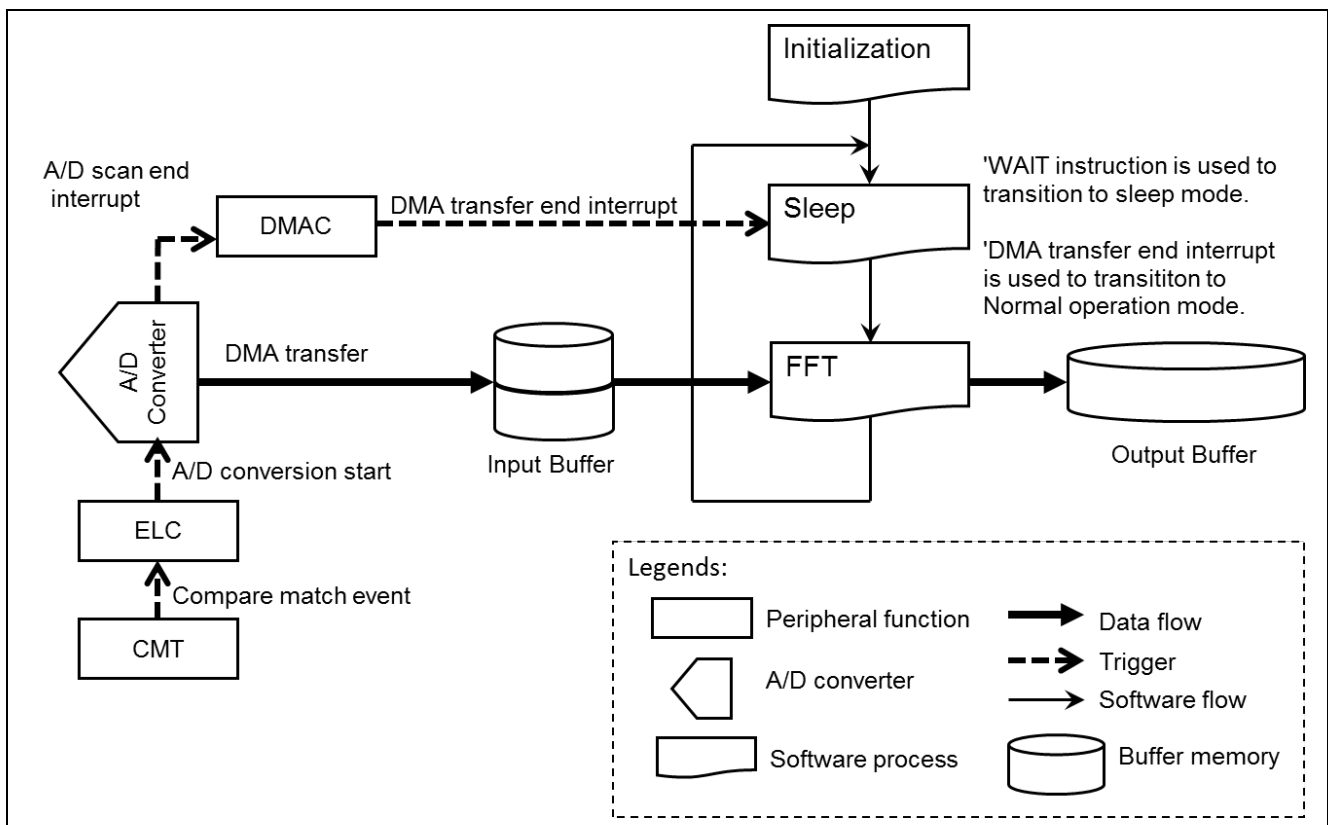 Initialization
A/D scan end
interrupt
DMAC
DMA transfer end interrupt
Sleep
'WAIT instruction is used to
transition to sleep mode.
'DMA transfer end interrupt
is used to transititon to
Normal operation mode.
A/D
Converter
DMA transfer
Input Buffer
FFT
Output Buffer
A/D conversion start
ELC
Compare match event
CMT
Legends:
Peripheral function
Data flow
Trigger
A/D converter
Software flow
Software process
Buffer memory